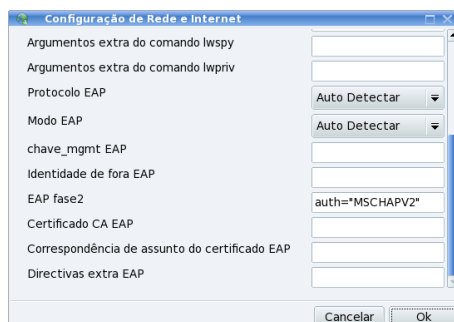 Configuração de Rede e Internet
Argumentos extra do comando lwspy
Argumentos extra do comando lwpriv
Protocolo EAP Auto Detectar
Modo EAP Auto Detectar
chave_mgmt EAP
Identidade de fora EAP
EAP fase2 auth="MSCHAPV2"
Certificado CA EAP
Correspondência de assunto do certificado EAP
Directivas extra EAP
Cancelar Ok